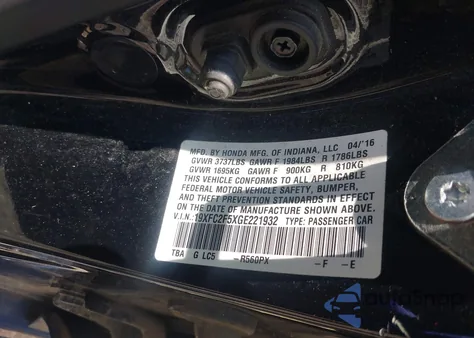 MFD. BY HONDA MFG. OF INDIANA, LLC 04/16
GVWR 3737LBS GAWR F 1984LBS R 1786LBS
GVWR 1695KG GAWR F 900KG R 810KG
THIS VEHICLE CONFORMS TO ALL APPLICABLE
FEDERAL MOTOR VEHICLE SAFETY, BUMPER,
AND THEFT PREVENTION STANDARDS IN EFFECT
ON THE DATE OF MANUFACTURE SHOWN ABOVE.
V.I.N.:19XFC2F5XGE221932 TYPE: PASSENGER CAR
TBA G LC5 -R560PX -F -E